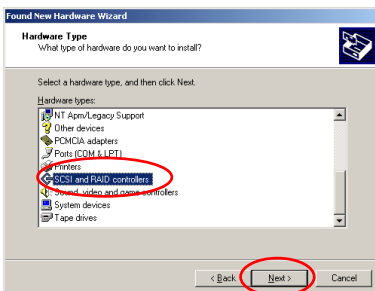 Found New Hardware Wizard
Hardware Type
What type of hardware do you want to install?
Select a hardware type, and then click Next.
Hardware types:
NT Apm/Legacy Support
Other devices
PCMCIA adapters
Ports (COM & LPT)
Printers
SCSI and RAID controllers
Sound, video and game controllers
System devices
Tape drives
< Back
Next >
Cancel